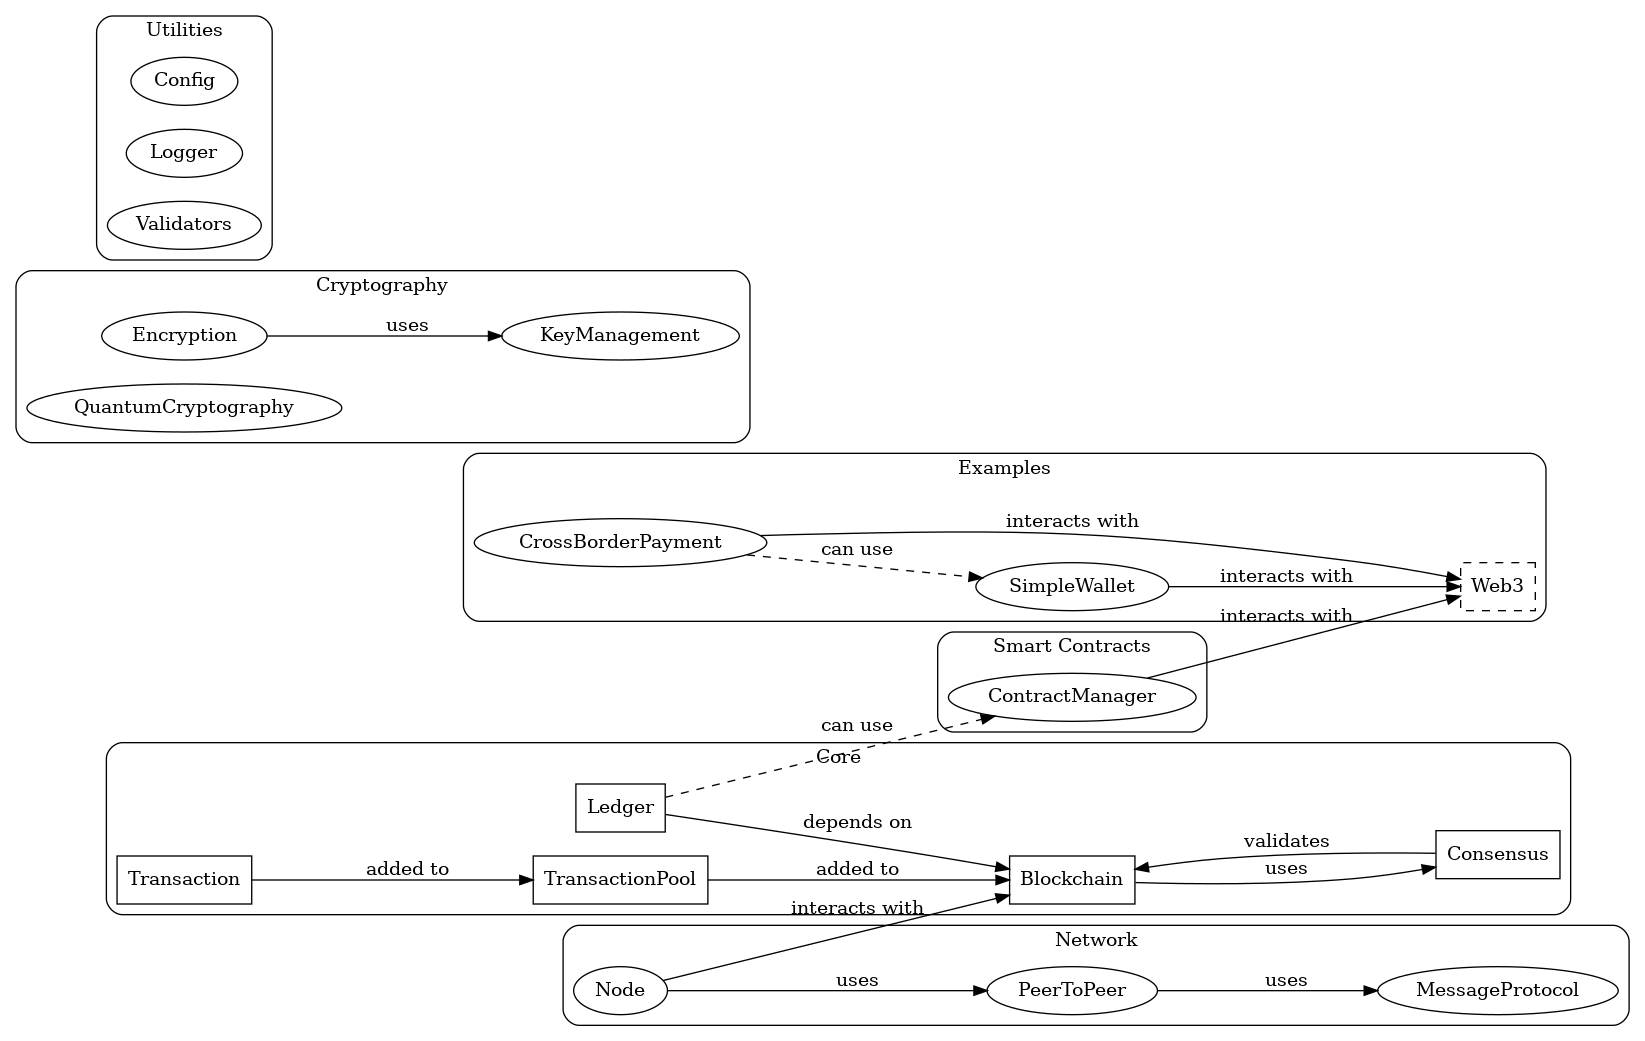 Utilities
Config
Logger
Validators
Cryptography
Encryption
uses
KeyManagement
QuantumCryptography
Examples
CrossBorderPayment
interacts with
can use
SimpleWallet
interacts with
Web3
interacts with
Smart Contracts
ContractManager
can use
Core
Ledger
depends on
Transaction
added to
TransactionPool
added to
Blockchain
validates
uses
Consensus
interacts with
Network
Node
uses
PeerToPeer
uses
MessageProtocol